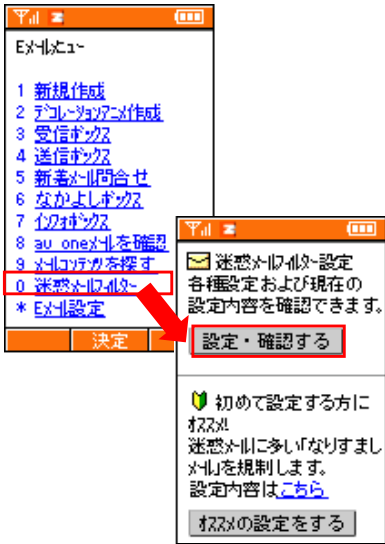 Eﾒｰﾙﾒﾆｭｰ
1 新規作成
2 ﾃﾞｺﾚｰｼｮﾝｱﾆﾒ作成
3 受信ﾎﾞｯｸｽ
4 送信ﾎﾞｯｸｽ
5 新着ﾒｰﾙ問合せ
6 なかよしﾎﾞｯｸｽ
7 ｲﾝﾌｫﾎﾞｯｸｽ
8 au oneﾒｰﾙを確認
9 ﾒｰﾙｺﾝﾃﾝﾂを探す
0 迷惑ﾒｰﾙﾌｨﾙﾀｰ
* Eﾒｰﾙ設定
決定
迷惑ﾒｰﾙﾌｨﾙﾀｰ設定
各種設定および現在の
設定内容を確認できます。
設定・確認する
初めて設定する方に
ｵｽｽﾒ!
迷惑ﾒｰﾙに多い｢なりすまし
ﾒｰﾙ｣を規制します。
設定内容はこちら
ｵｽｽﾒの設定をする